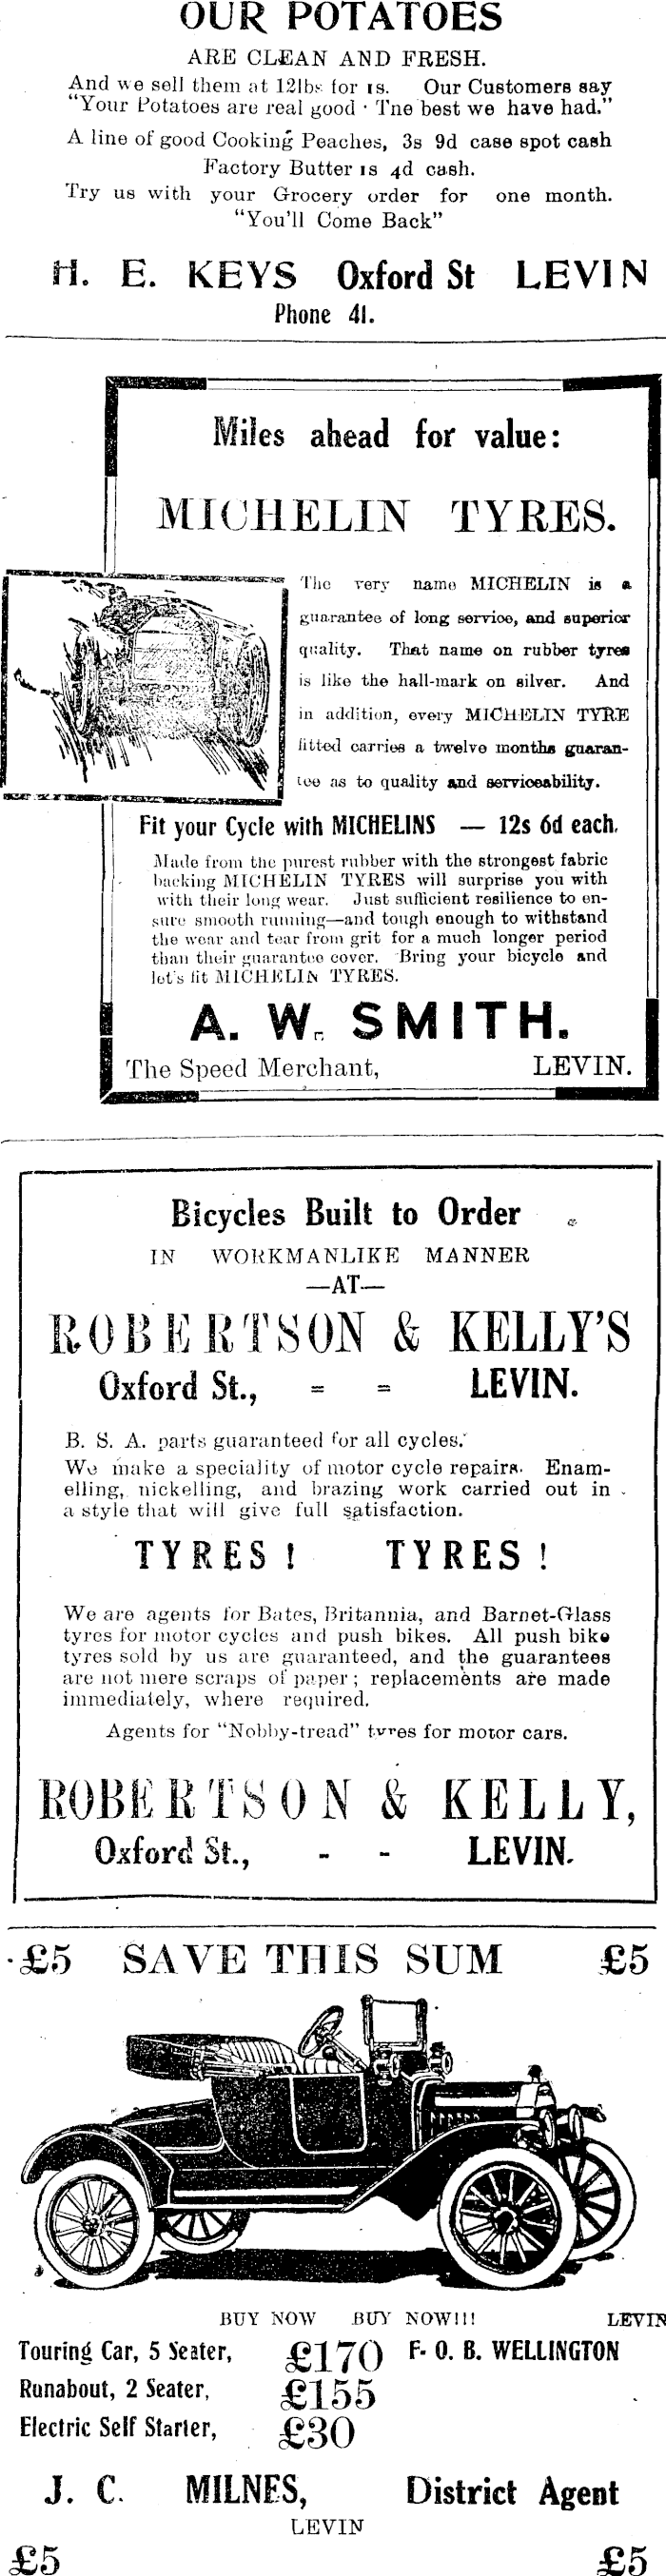 OUR POTATOES
ARE CLEAN AND FRESH.
And we sell them at 12lbs for 1s. Our Customers say
"Your Potatoes are real good · Tne best we have had."
A line of good Cooking Peaches, 3s 9d case spot cash
Factory Butter 1s 4d cash.
Try us with your Grocery order for one month.
"You'll Come Back"
H. E. KEYS Oxford St LEVIN
Phone 41.
Miles ahead for value:
MICHELIN TYRES.
The very name MICHELIN is a
guarantee of long service, and superior
quality. That name on rubber tyres
is like the hall-mark on silver. And
in addition, every MICHELIN TYRE
fitted carries a twelve months guaran-
tee as to quality and serviceability.
Fit your Cycle with MICHELINS — 12s 6d each.
Made from the purest rubber with the strongest fabric
backing MICHELIN TYRES will surprise you with
with their long wear. Just sufficient resilience to en-
sure smooth running—and tough enough to withstand
the wear and tear from grit for a much longer period
than their guarantee cover. Bring your bicycle and
let's fit MICHELIN TYRES.
A. W. SMITH.
The Speed Merchant, LEVIN.
Bicycles Built to Order
IN WORKMANLIKE MANNER
—AT—
ROBERTSON & KELLY'S
Oxford St., = = LEVIN.
B. S. A. parts guaranteed for all cycles.
We make a speciality of motor cycle repairs. Enam-
elling, nickelling, and brazing work carried out in
a style that will give full satisfaction.
TYRES ! TYRES !
We are agents for Bates, Britannia, and Barnet-Glass
tyres for motor cycles and push bikes. All push bike
tyres sold by us are guaranteed, and the guarantees
are not mere scraps of paper; replacements are made
immediately, where required.
Agents for "Nobby-tread" tyres for motor cars.
ROBERTSON & KELLY,
Oxford St., - - LEVIN.
£5 SAVE THIS SUM £5
BUY NOW BUY NOW!!! LEVIN
Touring Car, 5 Seater, £170 F. O. B. WELLINGTON
Runabout, 2 Seater, £155
Electric Self Starter, £30
J. C. MILNES, District Agent
LEVIN
£5 £5